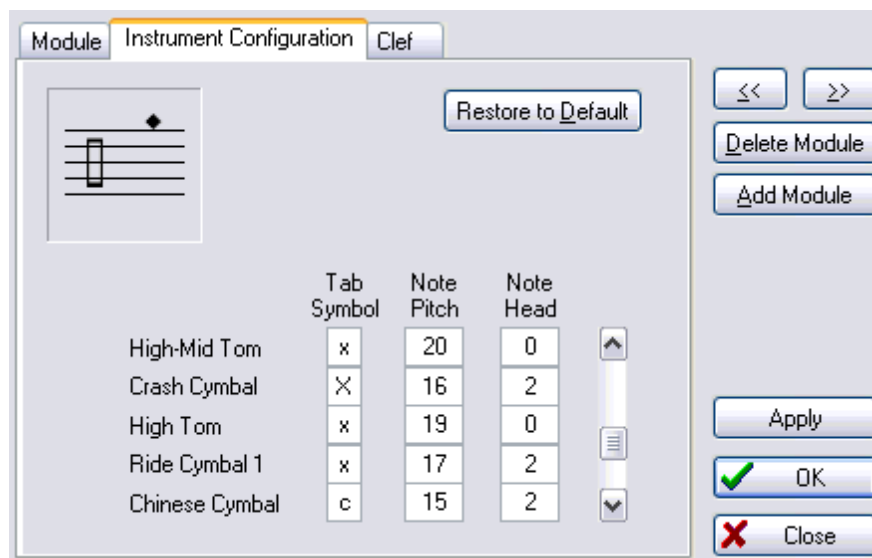 Module Instrument Configuration Clef
Restore to Default
<< >>
Delete Module
Add Module
Tab Symbol Note Pitch Note Head
High-Mid Tom x 20 0
Crash Cymbal X 16 2
High Tom x 19 0
Ride Cymbal 1 x 17 2
Chinese Cymbal c 15 2
Apply
OK
Close